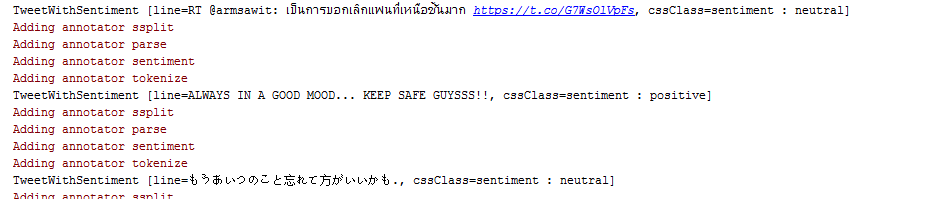 TweetWithSentiment [line=RT @armsawit: เป็นการบอกเลิกแฟนที่เหนือชั้นมาก https://t.co/G7WsOlVpFs, cssClass=sentiment : neutral]
Adding annotator ssplit
Adding annotator parse
Adding annotator sentiment
Adding annotator tokenize
TweetWithSentiment [line=ALWAYS IN A GOOD MOOD... KEEP SAFE GUYSSS!!, cssClass=sentiment : positive]
Adding annotator ssplit
Adding annotator parse
Adding annotator sentiment
Adding annotator tokenize
TweetWithSentiment [line=もうあいつのこと忘れて方がいいかも., cssClass=sentiment : neutral]
Adding annotator ssplit